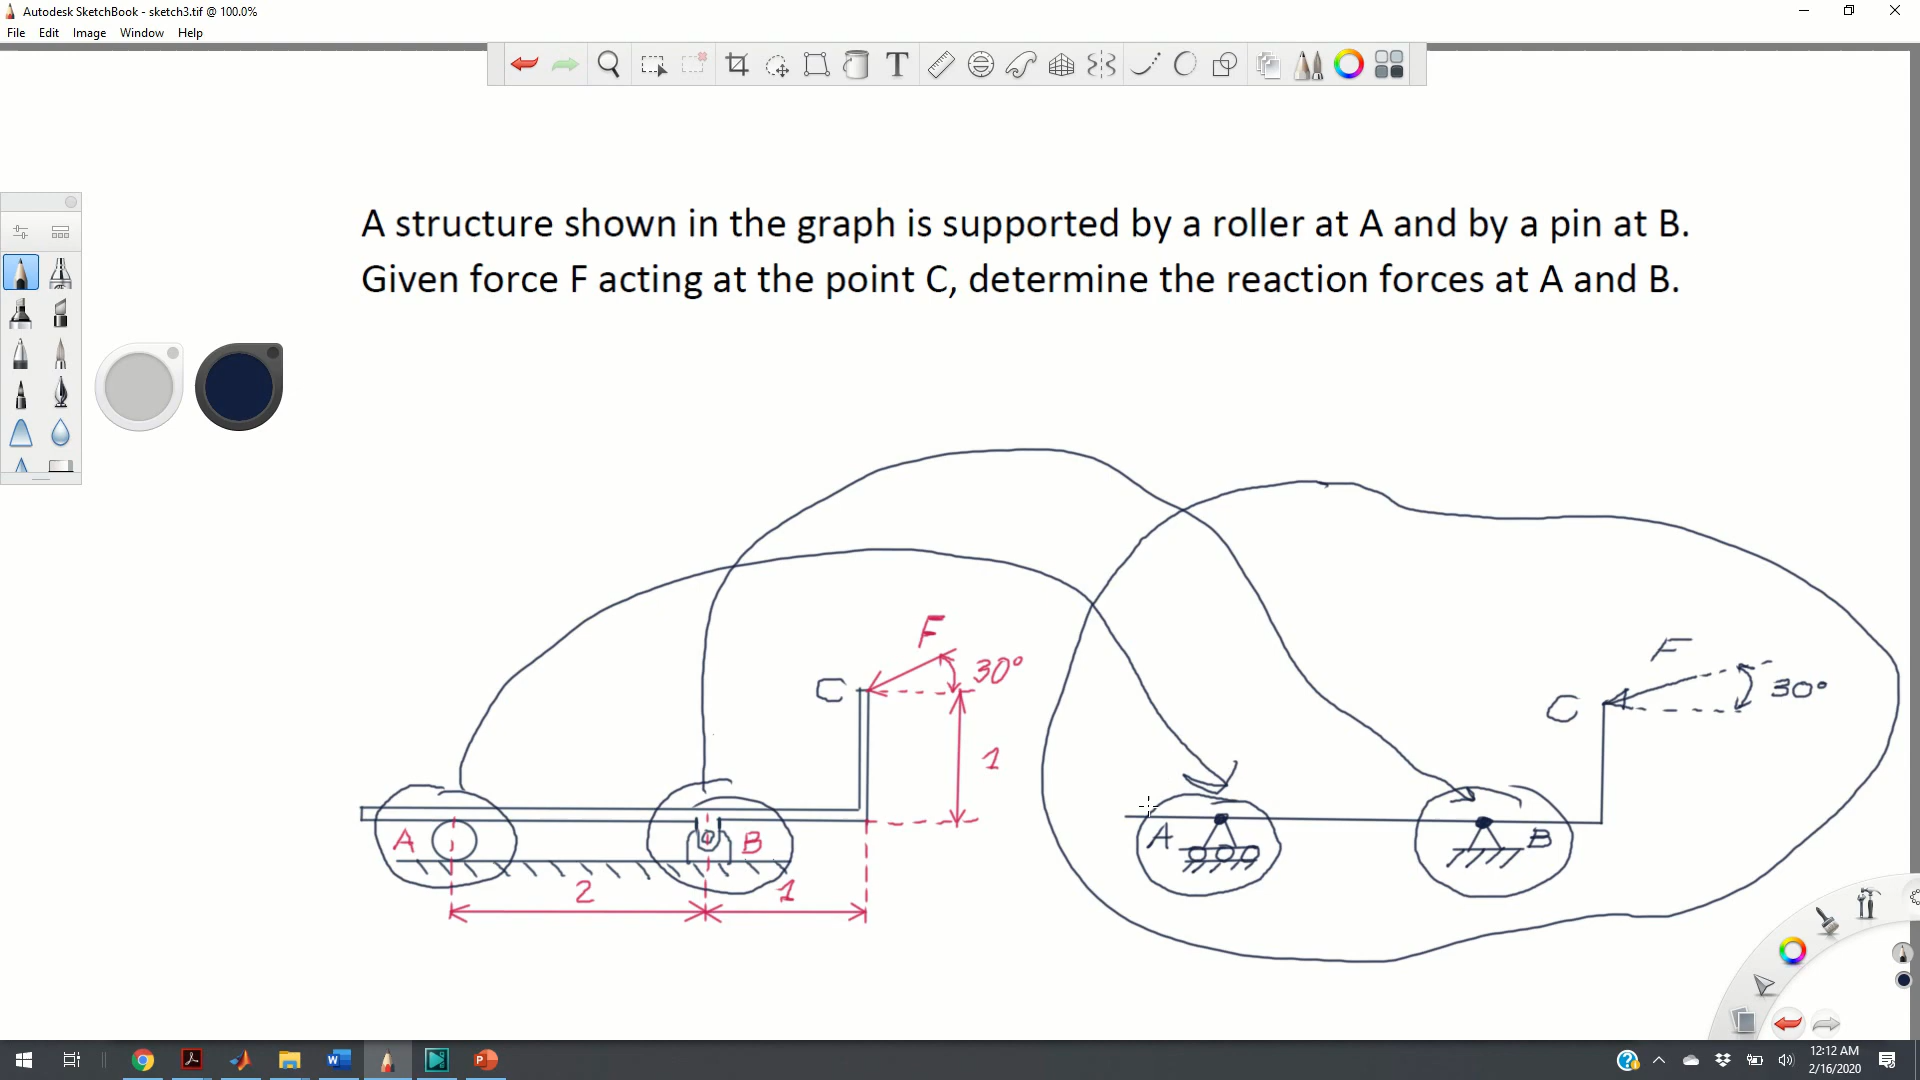 Autodesk SketchBook - sketch3.tif @ 100.0%
File Edit Image Window Help
T
A structure shown in the graph is supported by a roller at A and by a pin at B.
Given force F acting at the point C, determine the reaction forces at A and B.
F
30°
C
1
A
B
2
1
F
30°
C
A
B
12:12 AM
2/16/2020